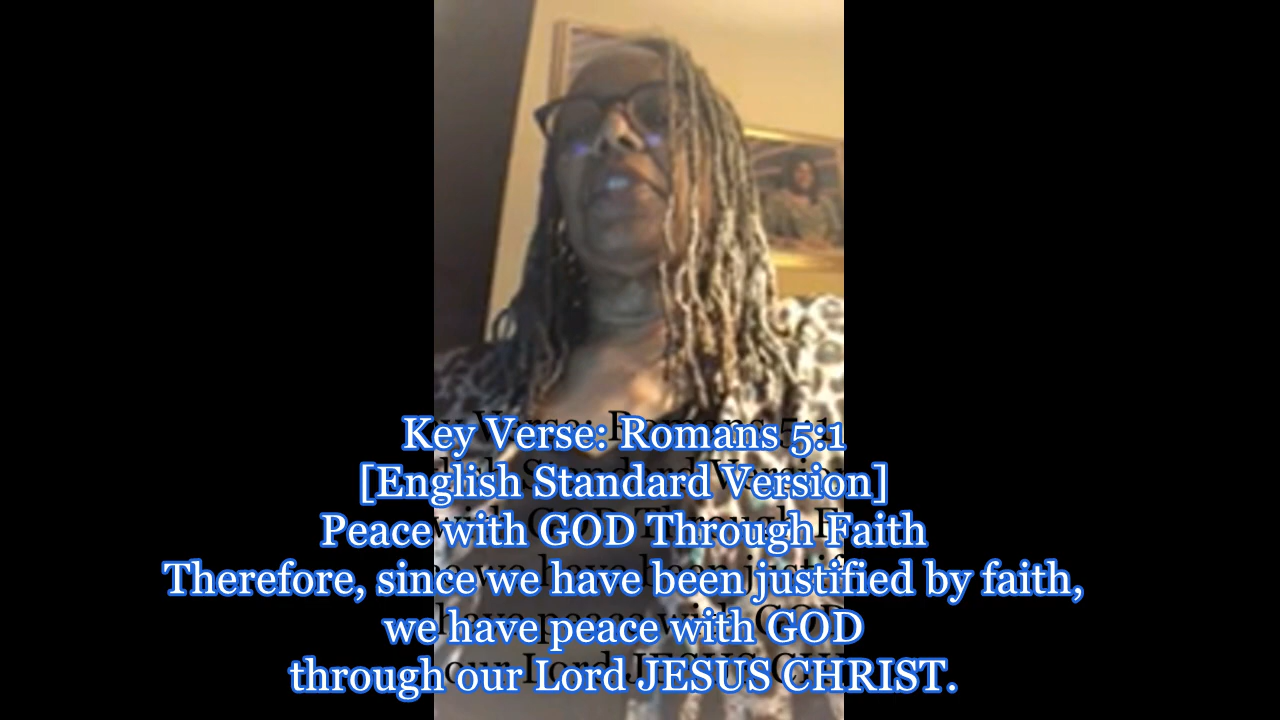 Key Verse: Romans 5:1
[English Standard Version]
Peace with GOD Through Faith
Therefore, since we have been justified by faith,
we have peace with GOD
through our Lord JESUS CHRIST.